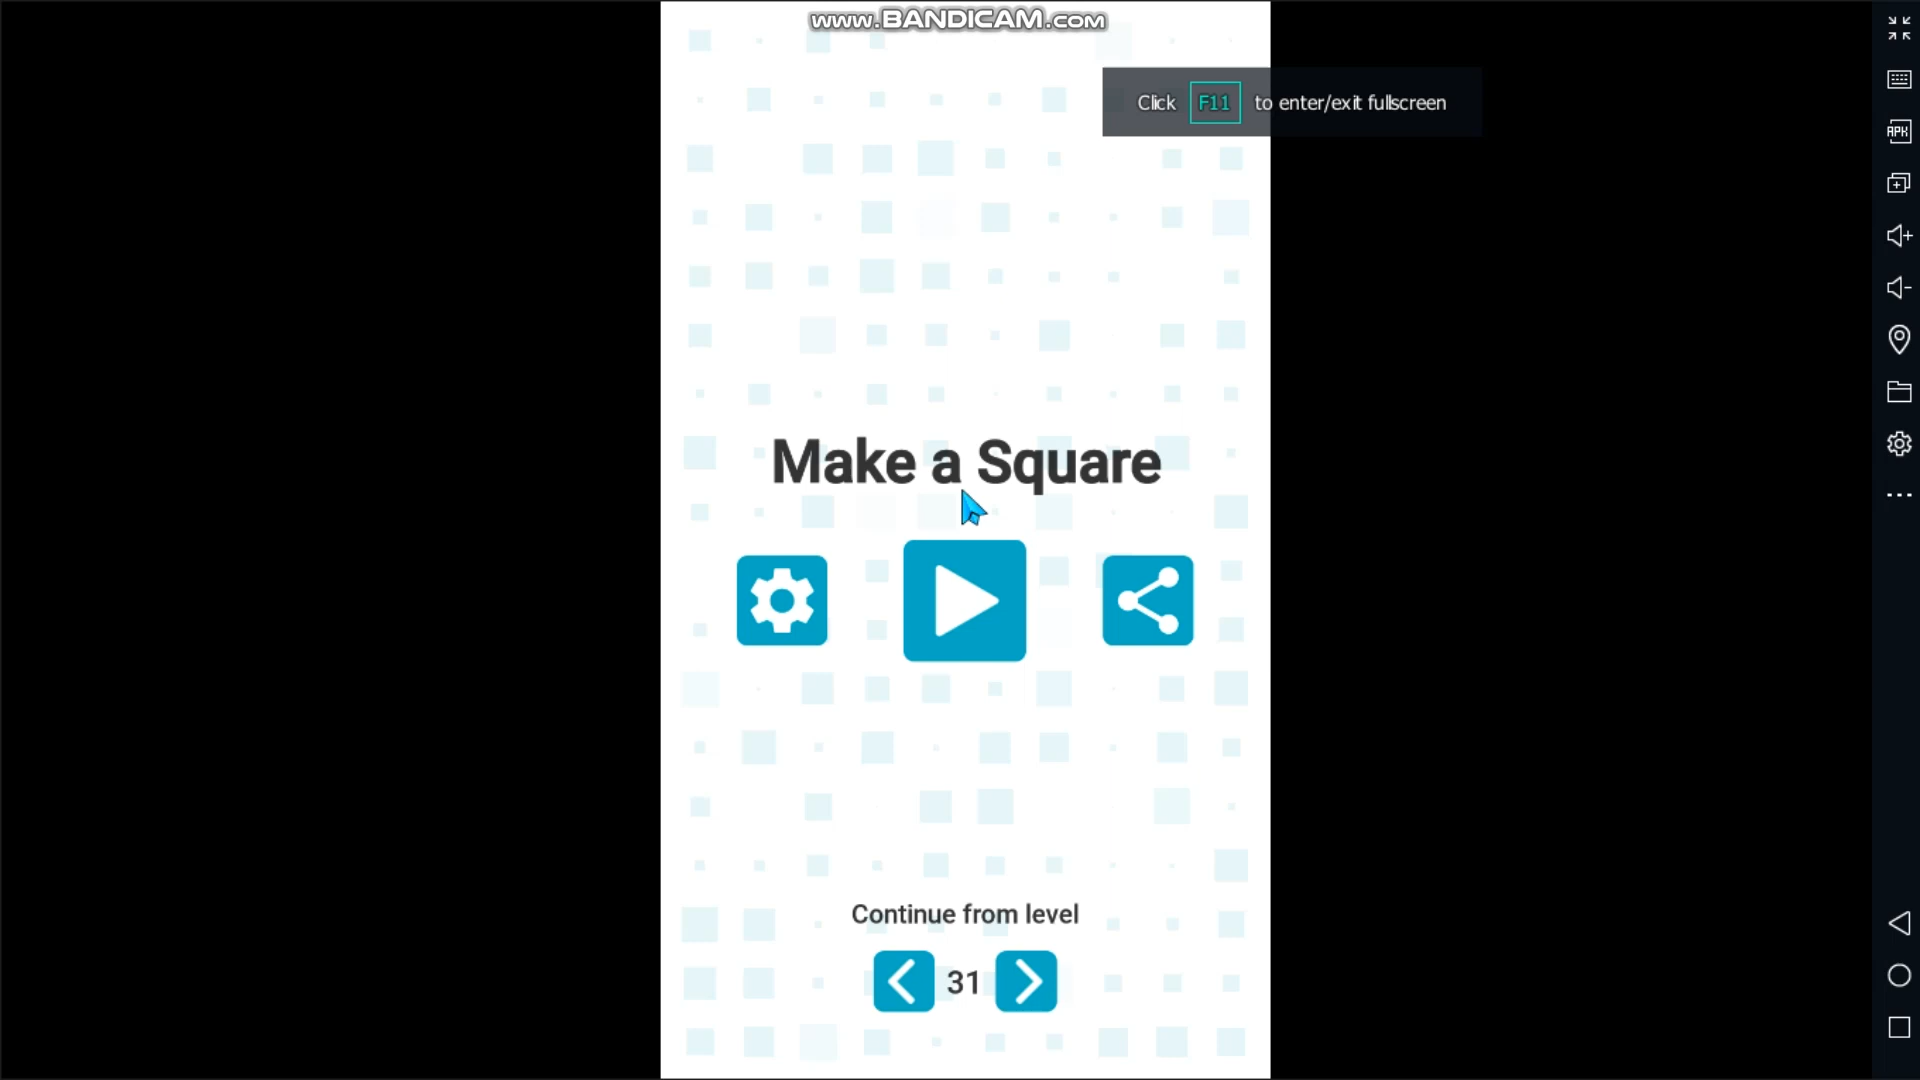 www.BANDICAM.com
Click F11 to enter/exit fullscreen
APK
Make a Square
Continue from level
31